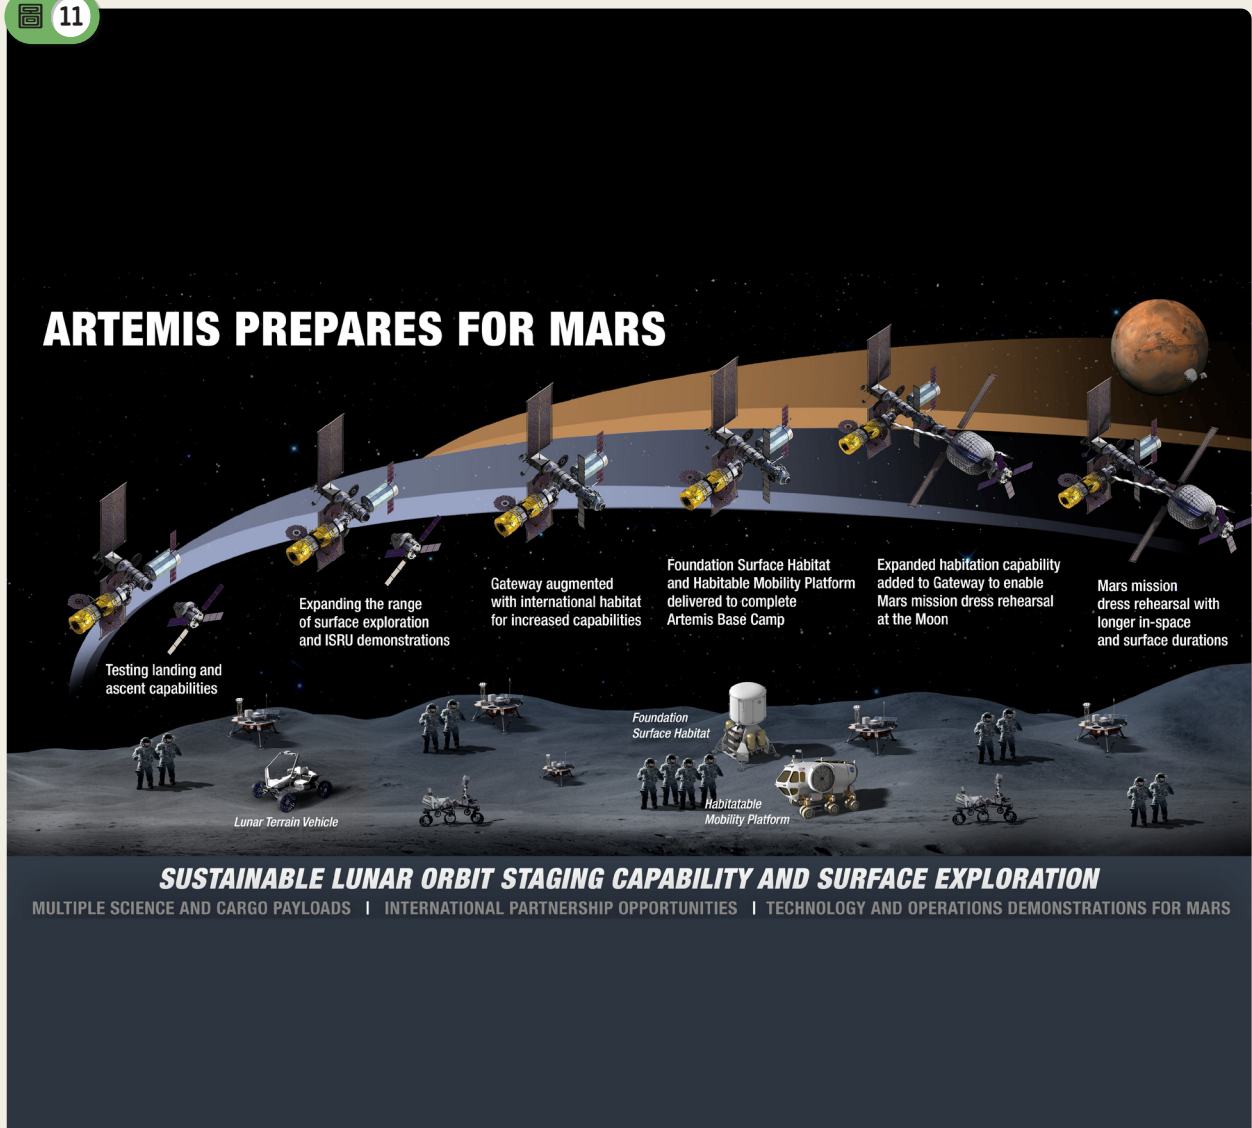 11
ARTEMIS PREPARES FOR MARS
Testing landing and
ascent capabilities
Expanding the range
of surface exploration
and ISRU demonstrations
Gateway augmented
with international habitat
for increased capabilities
Foundation Surface Habitat
and Habitable Mobility Platform
delivered to complete
Artemis Base Camp
Expanded habitation capability
added to Gateway to enable
Mars mission dress rehearsal
at the Moon
Mars mission
dress rehearsal with
longer in-space
and surface durations
Lunar Terrain Vehicle
Foundation
Surface Habitat
Habitatable
Mobility Platform
SUSTAINABLE LUNAR ORBIT STAGING CAPABILITY AND SURFACE EXPLORATION
MULTIPLE SCIENCE AND CARGO PAYLOADS | INTERNATIONAL PARTNERSHIP OPPORTUNITIES | TECHNOLOGY AND OPERATIONS DEMONSTRATIONS FOR MARS